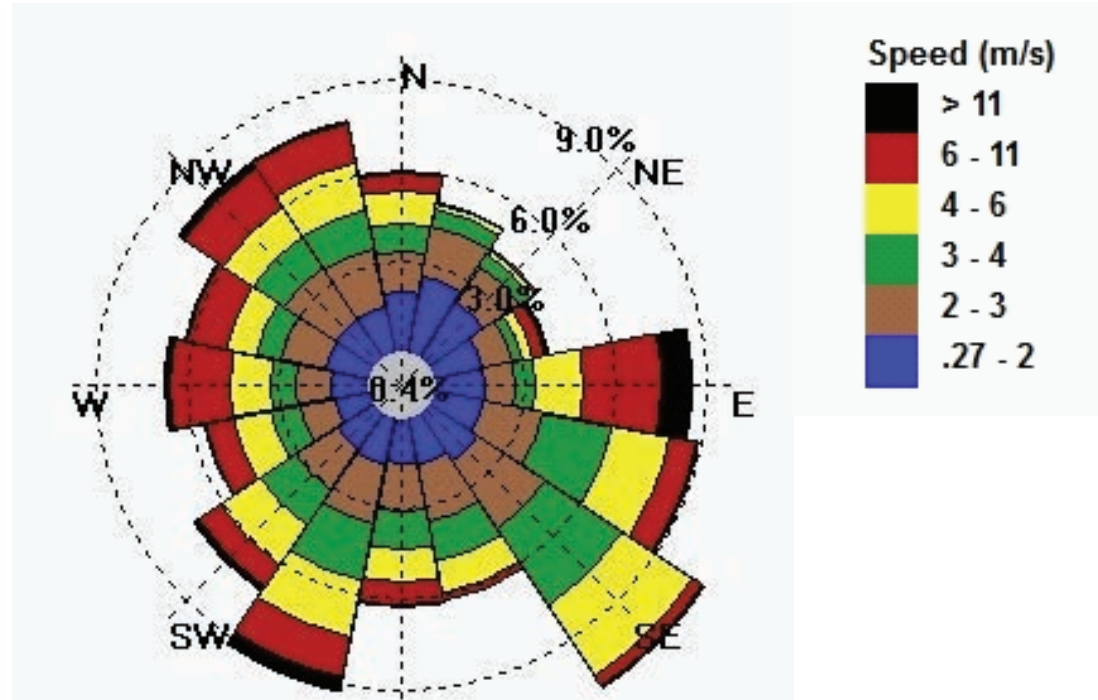 N
NW
9.0%
NE
6.0%
3.0%
0.4%
W
E
SW
SE
Speed (m/s)
> 11
6 - 11
4 - 6
3 - 4
2 - 3
.27 - 2